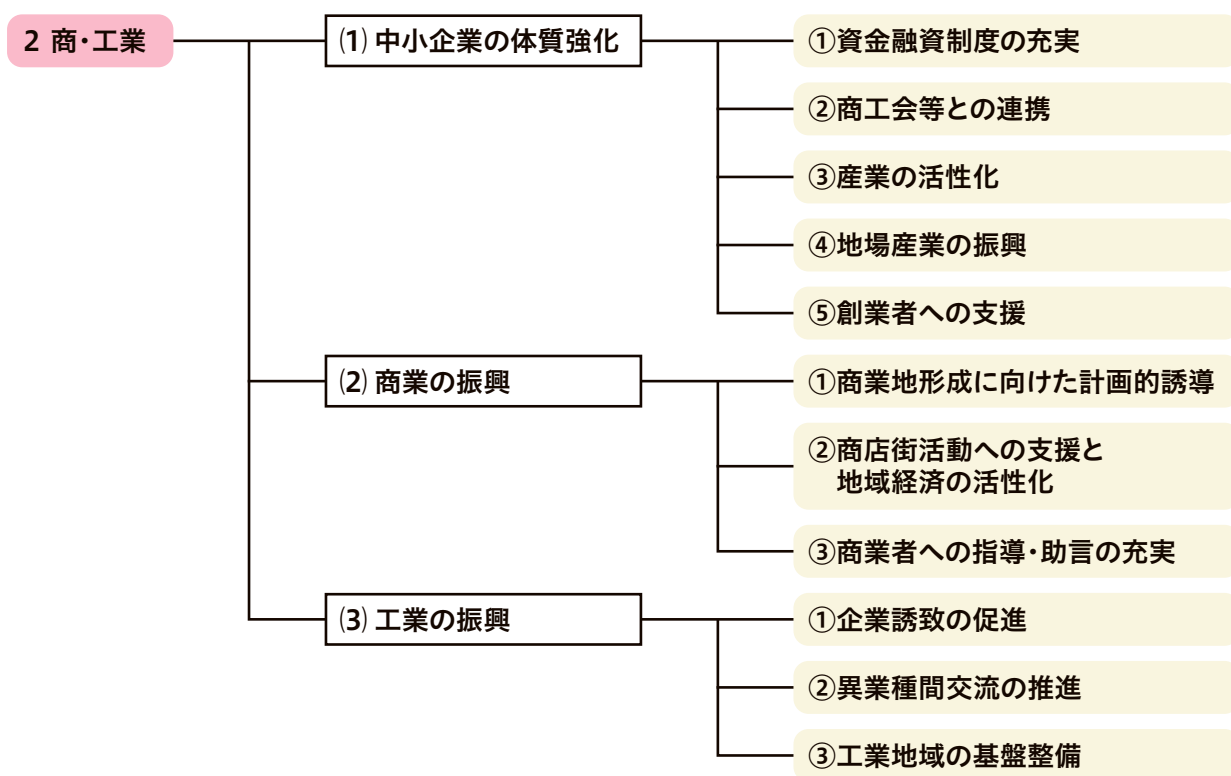 2 商・工業
⑴ 中小企業の体質強化
①資金融資制度の充実
②商工会等との連携
③産業の活性化
④地場産業の振興
⑤創業者への支援
⑵ 商業の振興
①商業地形成に向けた計画的誘導
②商店街活動への支援と
地域経済の活性化
③商業者への指導・助言の充実
⑶ 工業の振興
①企業誘致の促進
②異業種間交流の推進
③工業地域の基盤整備